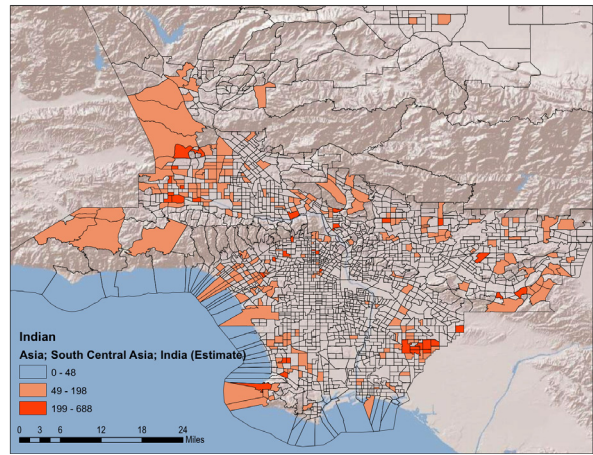 Indian
Asia; South Central Asia; India (Estimate)
0 - 48
49 - 198
199 - 688
0 3 6 12 18 24
Miles